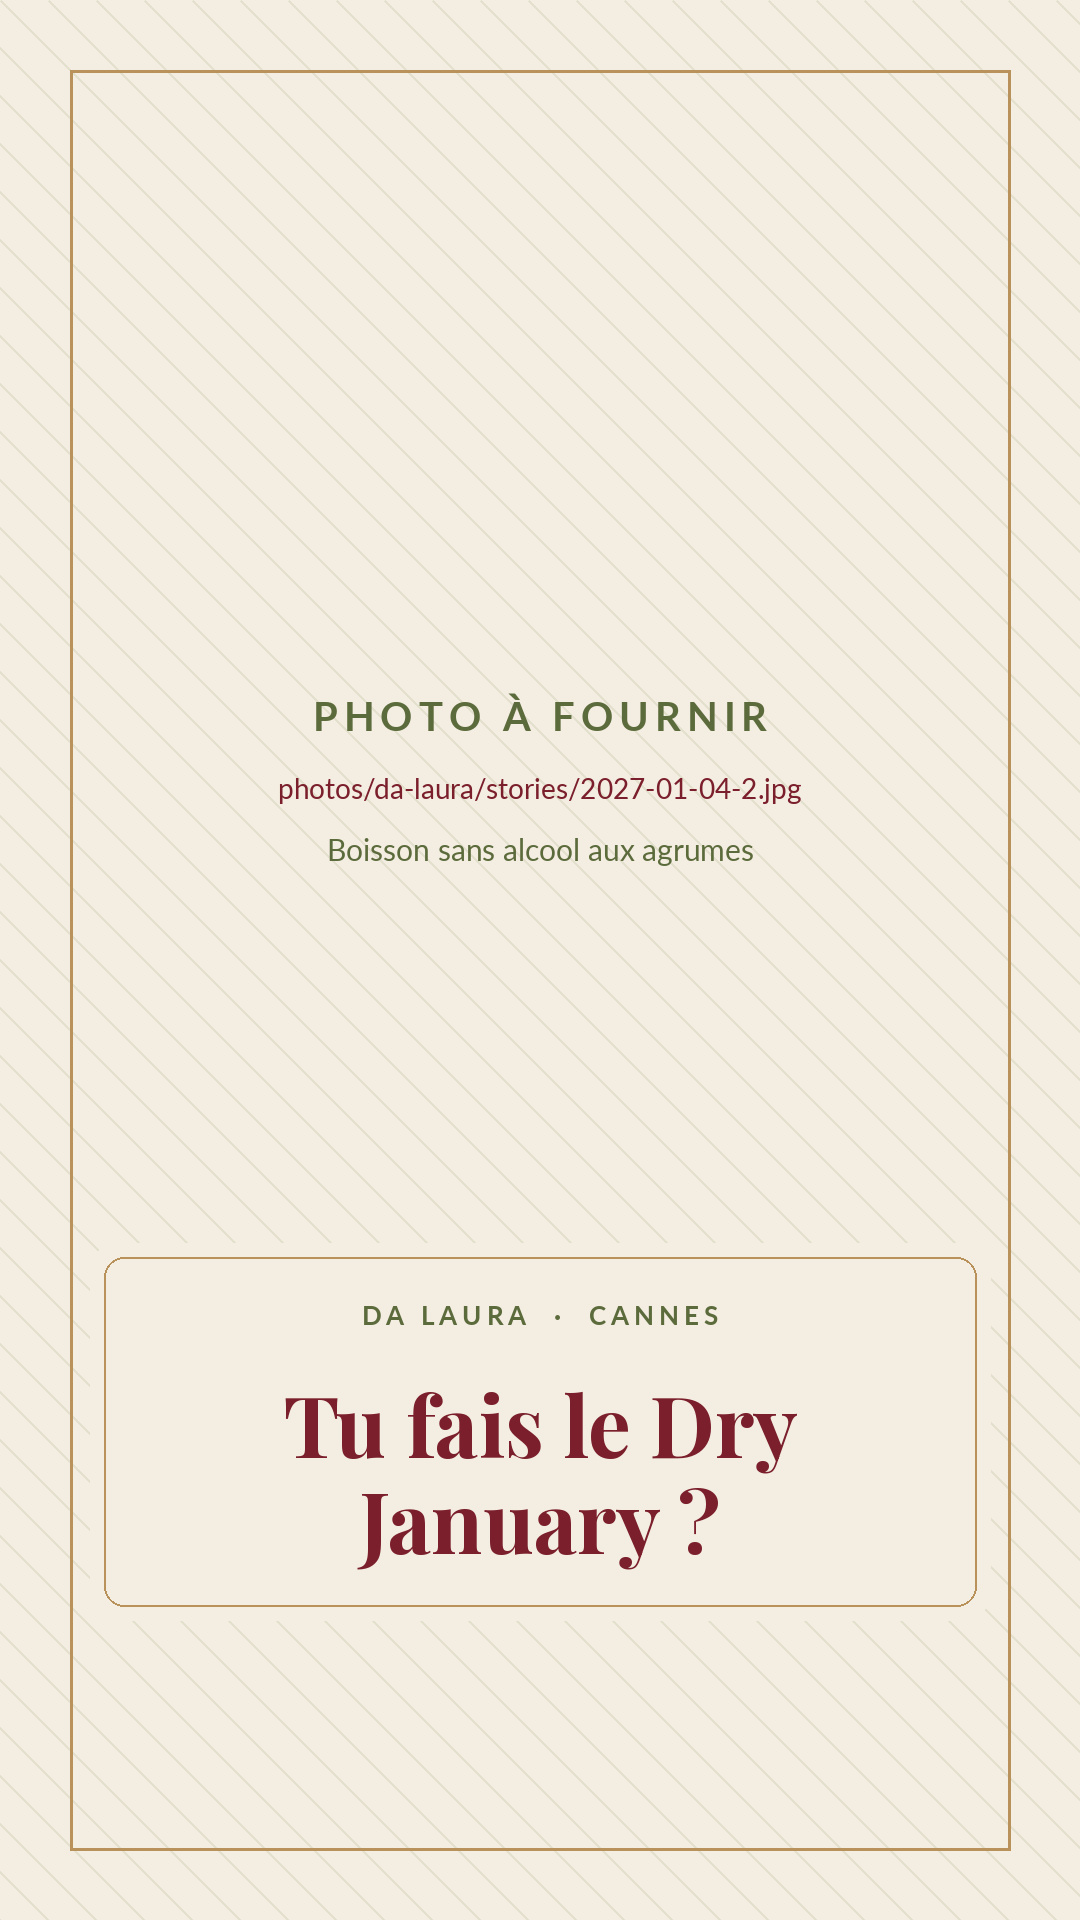 PHOTO À FOURNIR
photos/da-laura/stories/2027-01-04-2.jpg
Boisson sans alcool aux agrumes
DA LAURA · CANNES
Tu fais le Dry
January ?